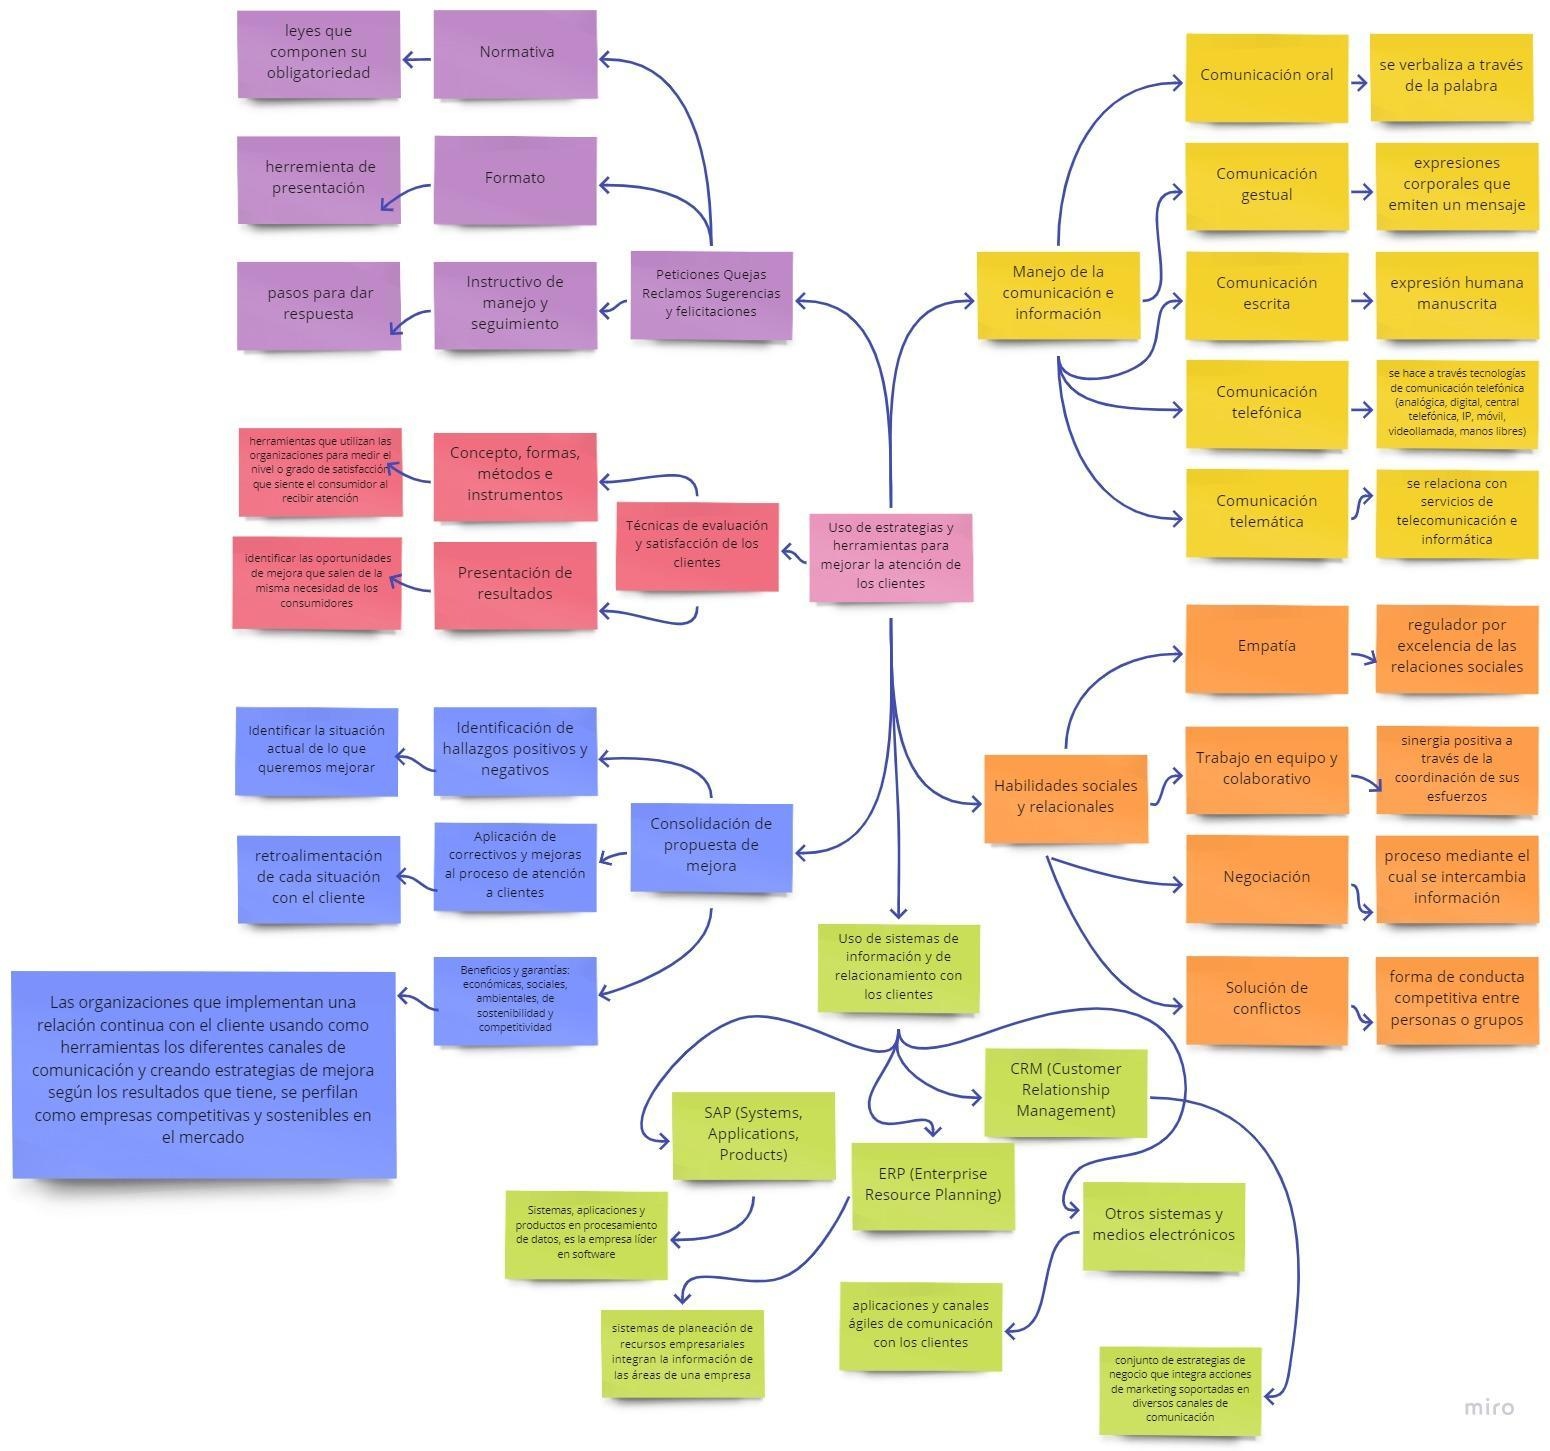 leyes que
componen su
obligatoriedad
Normativa
herremienta de
presentación
Formato
pasos para dar
respuesta
Instructivo de
manejo y
seguimiento
Peticiones Quejas
Reclamos Sugerencias
y felicitaciones
herramientas que utilizan las
organizaciones para medir el
nivel o grado de satisfacción
que siente el consumidor al
recibir atención
Concepto, formas,
métodos e
instrumentos
identificar las oportunidades
de mejora que salen de la
misma necesidad de los
consumidores
Presentación de
resultados
Técnicas de evaluación
y satisfacción de los
clientes
Uso de estrategias y
herramientas para
mejorar la atención de
los clientes
Manejo de la
comunicación e
información
Comunicación oral
se verbaliza a través
de la palabra
Comunicación
gestual
expresiones
corporales que
emiten un mensaje
Comunicación
escrita
expresión humana
manuscrita
Comunicación
telefónica
se hace a través tecnologías
de comunicación telefónica
(analógica, digital, central
telefónica, IP, móvil,
videollamada, manos libres)
Comunicación
telemática
se relaciona con
servicios de
telecomunicación e
informática
Habilidades sociales
y relacionales
Empatía
regulador por
excelencia de las
relaciones sociales
Trabajo en equipo y
colaborativo
sinergia positiva a
través de la
coordinación de sus
esfuerzos
Negociación
proceso mediante el
cual se intercambia
información
Solución de
conflictos
forma de conducta
competitiva entre
personas o grupos
Identificar la situación
actual de lo que
queremos mejorar
Identificación de
hallazgos positivos y
negativos
retroalimentación
de cada situación
con el cliente
Aplicación de
correctivos y mejoras
al proceso de atención
a clientes
Consolidación de
propuesta de
mejora
Las organizaciones que implementan una
relación continua con el cliente usando como
herramientas los diferentes canales de
comunicación y creando estrategias de mejora
según los resultados que tiene, se perfilan
como empresas competitivas y sostenibles en
el mercado
Beneficios y garantías:
económicas, sociales,
ambientales, de
sostenibilidad y
competitividad
Uso de sistemas de
información y de
relacionamiento con
los clientes
SAP (Systems,
Applications,
Products)
Sistemas, aplicaciones y
productos en procesamiento
de datos, es la empresa líder
en software
ERP (Enterprise
Resource Planning)
sistemas de planeación de
recursos empresariales
integran la información de
las áreas de una empresa
CRM (Customer
Relationship
Management)
Otros sistemas y
medios electrónicos
aplicaciones y canales
ágiles de comunicación
con los clientes
conjunto de estrategias de
negocio que integra acciones
de marketing soportadas en
diversos canales de
comunicación
miro